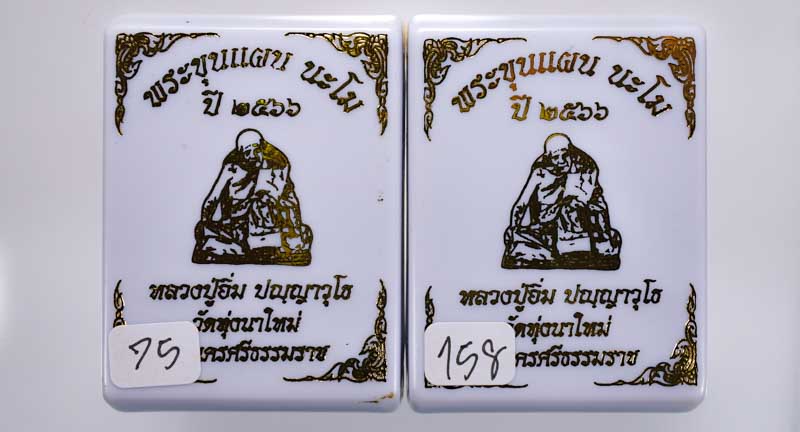 พระขุนแผน นะโม
ปี ๒๕๖๖
หลวงปู่อิ่ม ปญฺญาวุโธ
วัดทุ่งนาใหม่
นครศรีธรรมราช
75
พระขุนแผน นะโม
ปี ๒๕๖๖
หลวงปู่อิ่ม ปญฺญาวุโธ
วัดทุ่งนาใหม่
นครศรีธรรมราช
158